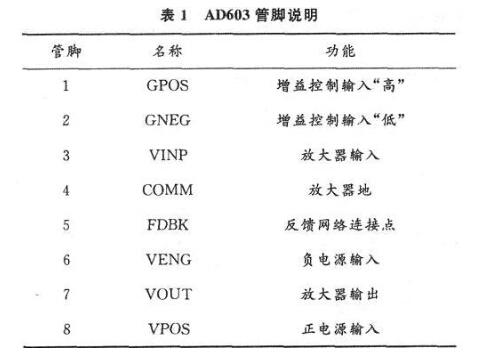 表 1 AD603 管脚说明
管脚 名称 功能
1 GPOS 增益控制输入“高”
2 GNEG 增益控制输入“低”
3 VINP 放大器输入
4 COMM 放大器地
5 FDBK 反馈网络连接点
6 VENG 负电源输入
7 VOUT 放大器输出
8 VPOS 正电源输入